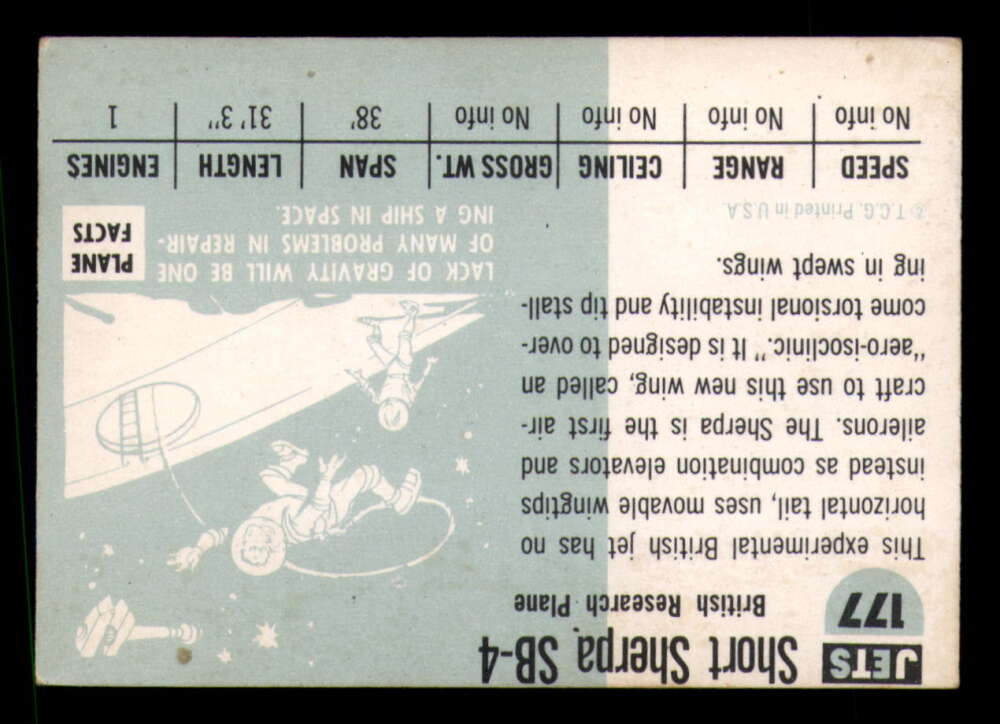 JETS
177
Short Sherpa SB-4
British Research Plane
This experimental British jet has no
horizontal tail, uses movable wingtips
instead as combination elevators and
ailerons. The Sherpa is the first air-
craft to use this new wing, called an
"aero-isoclinic." It is designed to over-
come torsional instability and tip stall-
ing in swept wings.
© T.C.G. Printed in U.S.A.
LACK OF GRAVITY WILL BE ONE
OF MANY PROBLEMS IN REPAIR-
ING A SHIP IN SPACE.
PLANE
FACTS
SPEED RANGE CEILING GROSS WT. SPAN LENGTH ENGINES
No info No info No info No info 38' 31' 3" 1